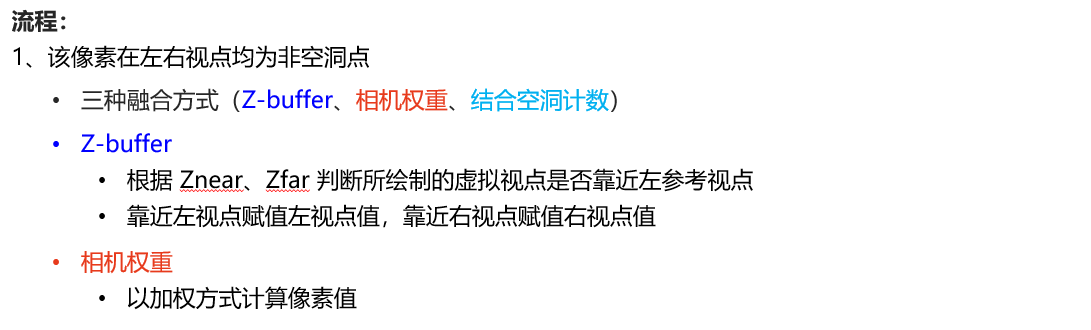 流程：
1、该像素在左右视点均为非空洞点
• 三种融合方式（Z-buffer、相机权重、结合空洞计数）
• Z-buffer
• 根据 Znear、Zfar 判断所绘制的虚拟视点是否靠近左参考视点
• 靠近左视点赋值左视点值，靠近右视点赋值右视点值
• 相机权重
• 以加权方式计算像素值